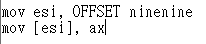 mov esi, OFFSET ninenine
mov [esi], ax